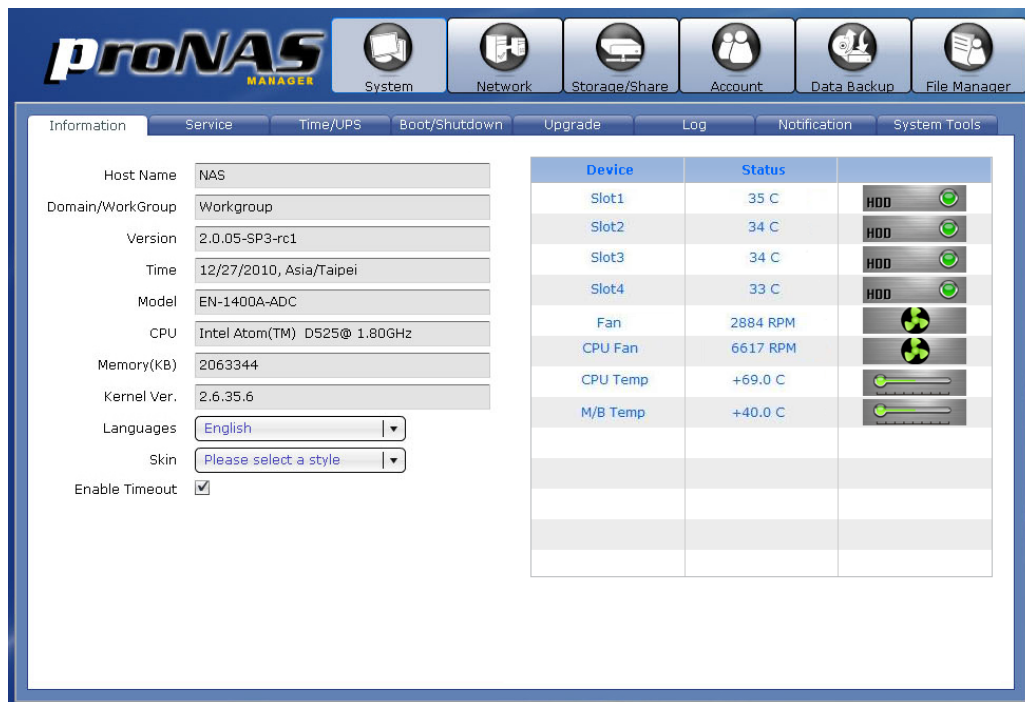 proNAS
MANAGER
System
Network
Storage/Share
Account
Data Backup
File Manager
Information
Service
Time/UPS
Boot/Shutdown
Upgrade
Log
Notification
System Tools
Host Name NAS
Domain/WorkGroup Workgroup
Version 2.0.05-SP3-rc1
Time 12/27/2010, Asia/Taipei
Model EN-1400A-ADC
CPU Intel Atom(TM) D525@ 1.80GHz
Memory(KB) 2063344
Kernel Ver. 2.6.35.6
Languages English
Skin Please select a style
Enable Timeout
Device Status
Slot1 35 C HDD
Slot2 34 C HDD
Slot3 34 C HDD
Slot4 33 C HDD
Fan 2884 RPM
CPU Fan 6617 RPM
CPU Temp +69.0 C
M/B Temp +40.0 C